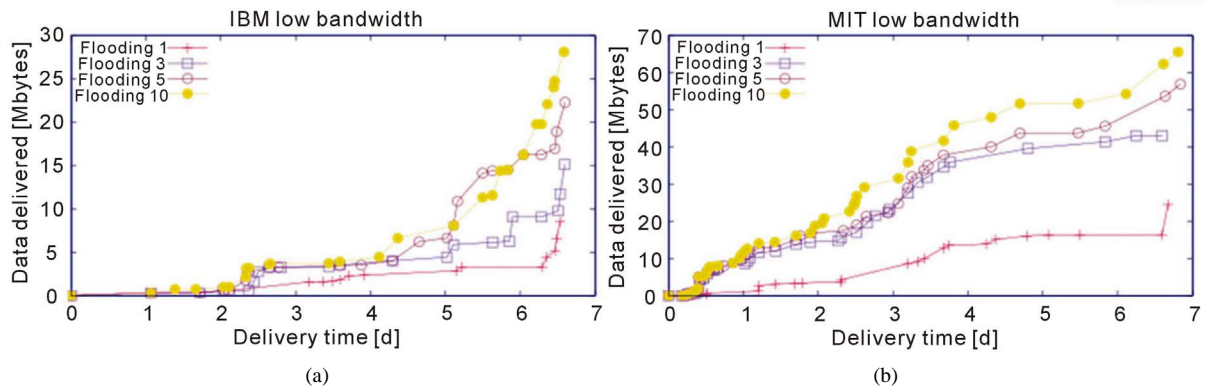 IBM low bandwidth
Data delivered [Mbytes]
30
25
20
15
10
5
0
Flooding 1
Flooding 3
Flooding 5
Flooding 10
0 1 2 3 4 5 6 7
Delivery time [d]
(a)
MIT low bandwidth
Data delivered [Mbytes]
70
60
50
40
30
20
10
0
Flooding 1
Flooding 3
Flooding 5
Flooding 10
0 1 2 3 4 5 6 7
Delivery time [d]
(b)